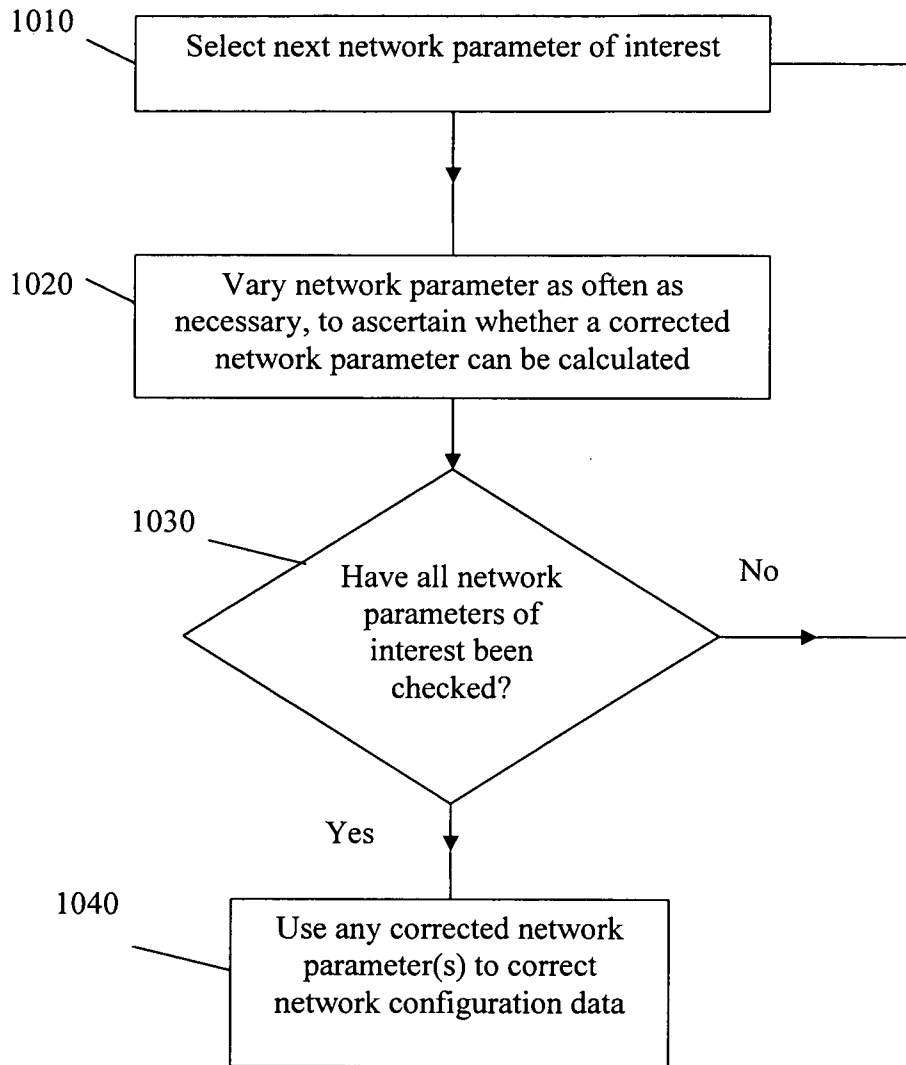 1010
Select next network parameter of interest
1020
Vary network parameter as often as
necessary, to ascertain whether a corrected
network parameter can be calculated
1030
Have all network
parameters of
interest been
checked?
No
Yes
1040
Use any corrected network
parameter(s) to correct
network configuration data